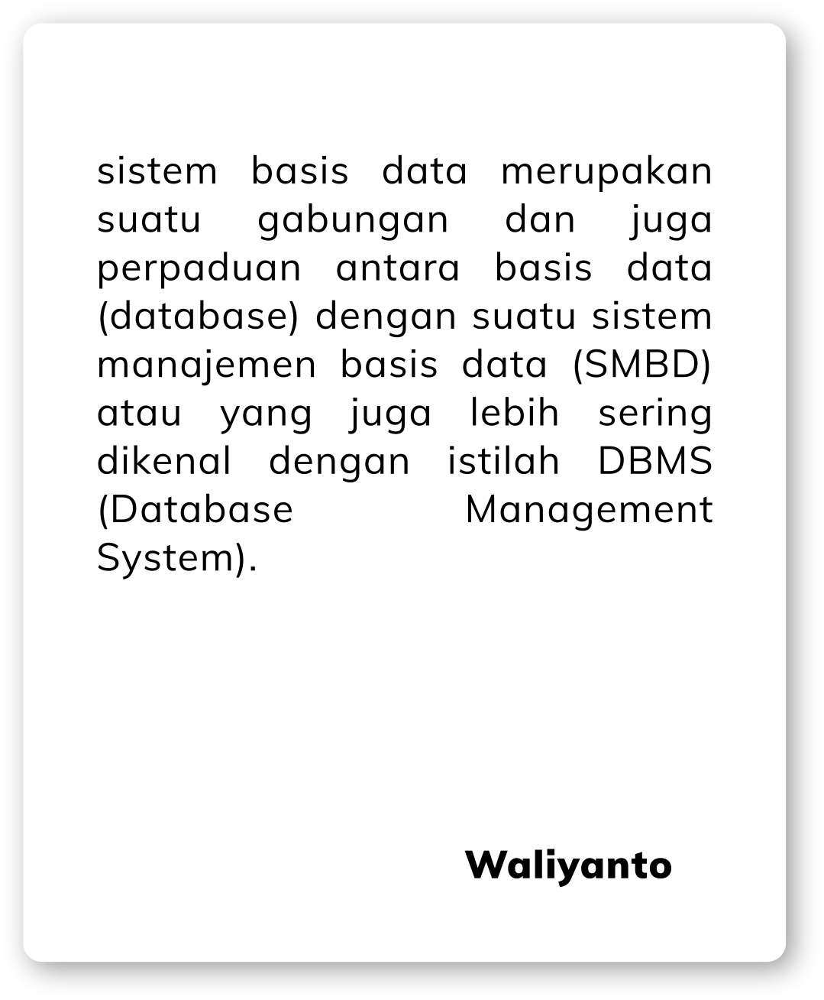 sistem basis data merupakan
suatu gabungan dan juga
perpaduan antara basis data
(database) dengan suatu sistem
manajemen basis data (SMBD)
atau yang juga lebih sering
dikenal dengan istilah DBMS
(Database Management
System).
Waliyanto